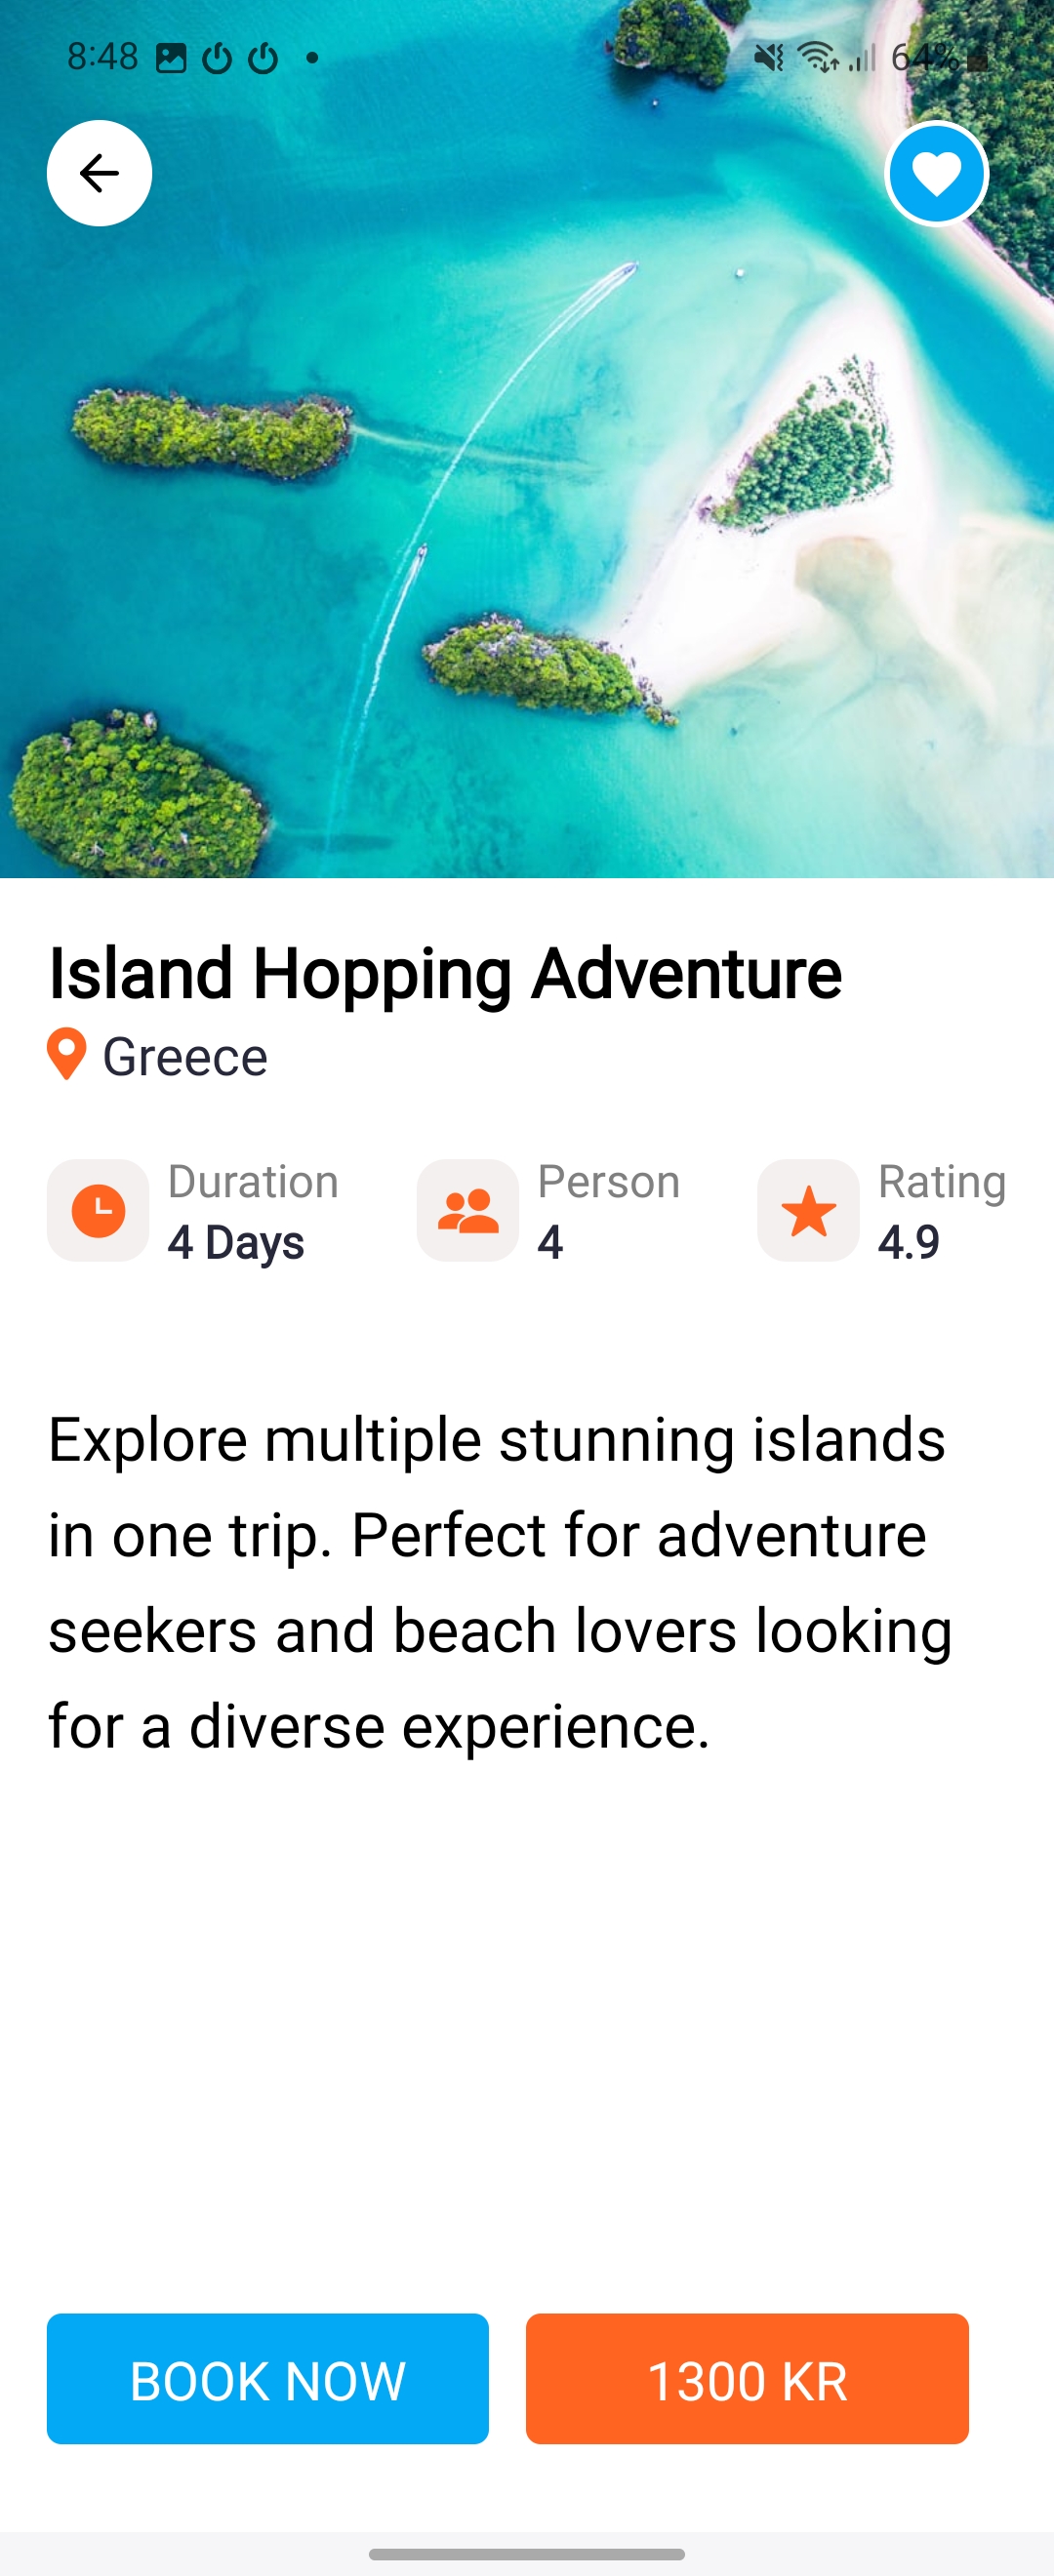 8:48 64%
Island Hopping Adventure
Greece
Duration Person Rating
4 Days 4 4.9
Explore multiple stunning islands
in one trip. Perfect for adventure
seekers and beach lovers looking
for a diverse experience.
BOOK NOW 1300 KR